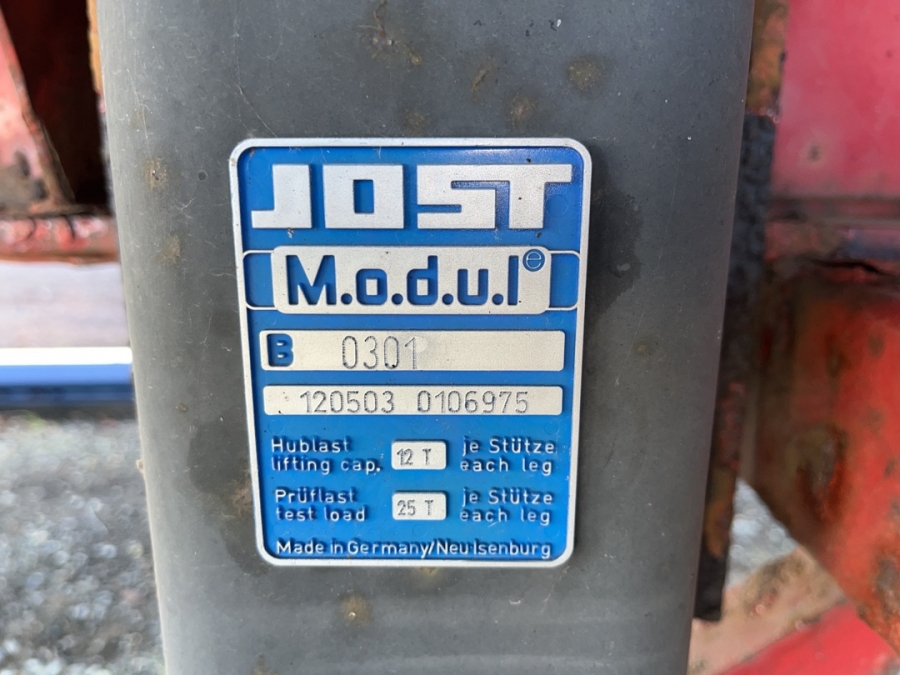 JOST
M.o.d.u.l e
B 0301
120503 0106975
Hublast 12 T je Stütze
lifting cap. each leg
Prüflast 25 T je Stütze
test load each leg
Made in Germany/Neu Isenburg